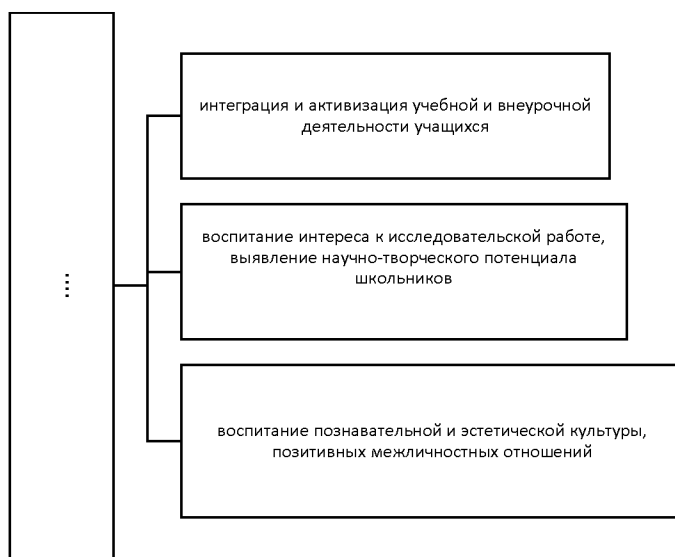 интеграция и активизация учебной и внеурочной
деятельности учащихся
воспитание интереса к исследовательской работе,
выявление научно-творческого потенциала
школьников
....
воспитание познавательной и эстетической культуры,
позитивных межличностных отношений